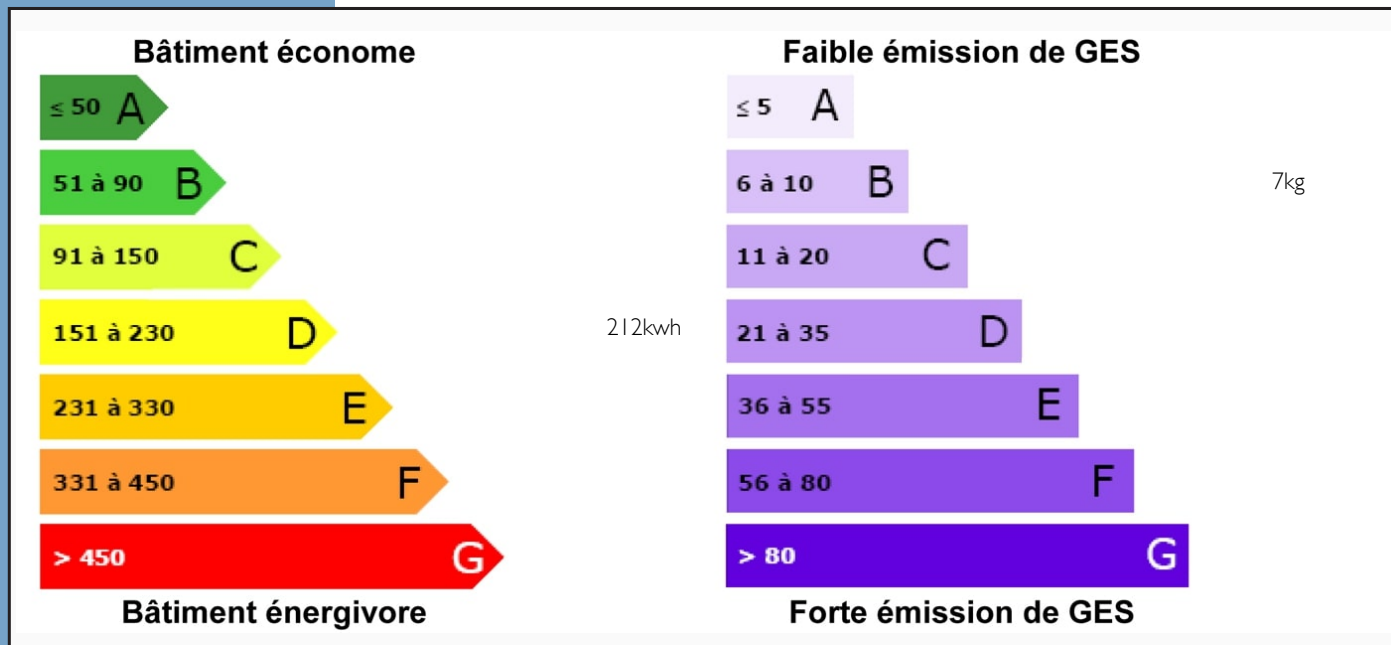 Bâtiment économe
≤ 50 A
51 à 90 B
91 à 150 C
151 à 230 D
212kwh
231 à 330 E
331 à 450 F
> 450 G
Bâtiment énergivore
Faible émission de GES
≤ 5 A
6 à 10 B
7kg
11 à 20 C
21 à 35 D
36 à 55 E
56 à 80 F
> 80 G
Forte émission de GES